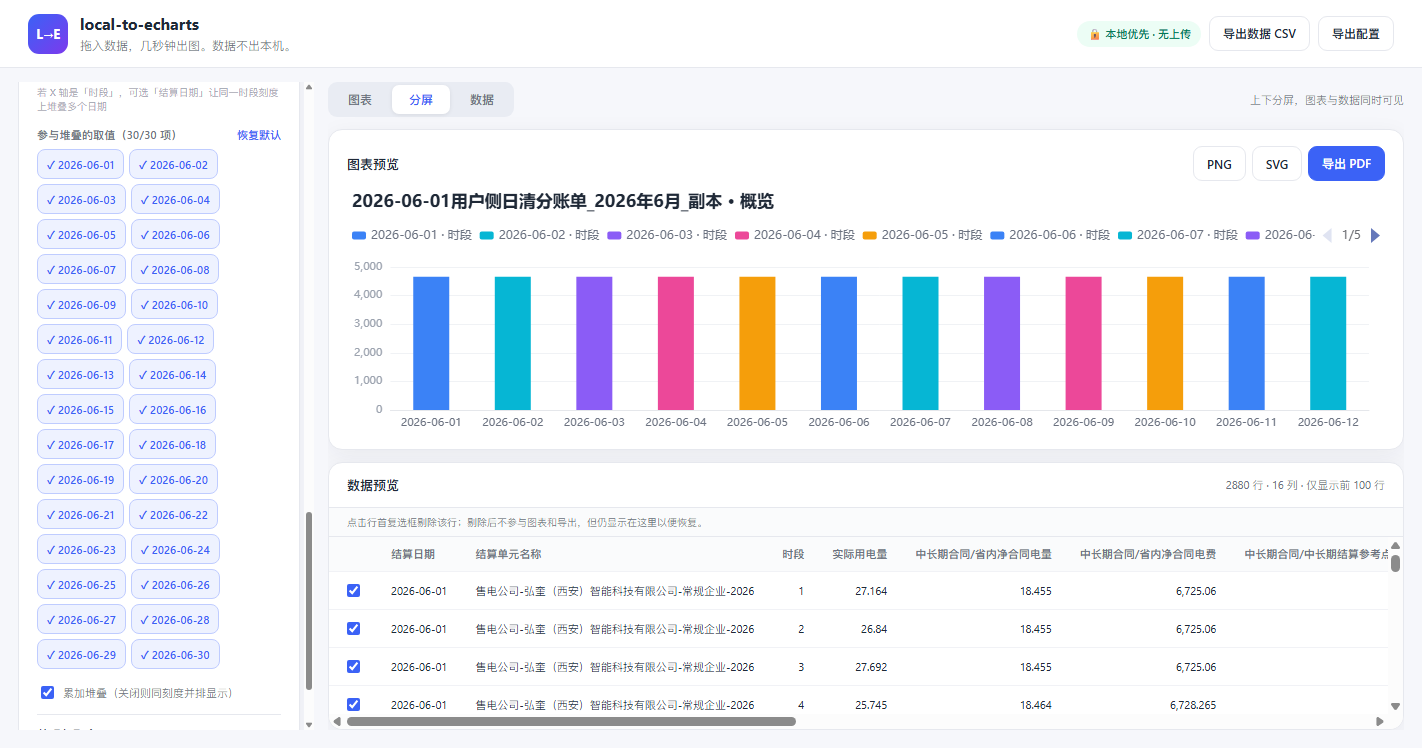 L→E
local-to-echarts
拖入数据，几秒钟出图。数据不出本机。
🔒 本地优先 · 无上传
导出数据 CSV
导出配置
若 X 轴是「时段」，可选「结算日期」让同一时段刻度
上堆叠多个日期
参与堆叠的取值（30/30 项）
恢复默认
✓ 2026-06-01 ✓ 2026-06-02
✓ 2026-06-03 ✓ 2026-06-04
✓ 2026-06-05 ✓ 2026-06-06
✓ 2026-06-07 ✓ 2026-06-08
✓ 2026-06-09 ✓ 2026-06-10
✓ 2026-06-11 ✓ 2026-06-12
✓ 2026-06-13 ✓ 2026-06-14
✓ 2026-06-15 ✓ 2026-06-16
✓ 2026-06-17 ✓ 2026-06-18
✓ 2026-06-19 ✓ 2026-06-20
✓ 2026-06-21 ✓ 2026-06-22
✓ 2026-06-23 ✓ 2026-06-24
✓ 2026-06-25 ✓ 2026-06-26
✓ 2026-06-27 ✓ 2026-06-28
✓ 2026-06-29 ✓ 2026-06-30
累加堆叠（关闭则同刻度并排显示）
图表 分屏 数据
上下分屏，图表与数据同时可见
图表预览
PNG SVG 导出 PDF
2026-06-01用户侧日清分账单_2026年6月_副本 · 概览
2026-06-01 · 时段 2026-06-02 · 时段 2026-06-03 · 时段 2026-06-04 · 时段 2026-06-05 · 时段 2026-06-06 · 时段 2026-06-07 · 时段 2026-06- 1/5
5,000
4,000
3,000
2,000
1,000
0
2026-06-01 2026-06-02 2026-06-03 2026-06-04 2026-06-05 2026-06-06 2026-06-07 2026-06-08 2026-06-09 2026-06-10 2026-06-11 2026-06-12
数据预览
2880 行 · 16 列 · 仅显示前 100 行
点击行首复选框剔除该行；剔除后不参与图表和导出，但仍显示在这里以便恢复。
结算日期 结算单元名称 时段 实际用电量 中长期合同/省内净合同电量 中长期合同/省内净合同电费 中长期合同/中长期结算参考点
2026-06-01 售电公司-弘奎（西安）智能科技有限公司-常规企业-2026 1 27.164 18.455 6,725.06
2026-06-01 售电公司-弘奎（西安）智能科技有限公司-常规企业-2026 2 26.84 18.455 6,725.06
2026-06-01 售电公司-弘奎（西安）智能科技有限公司-常规企业-2026 3 27.692 18.455 6,725.06
2026-06-01 售电公司-弘奎（西安）智能科技有限公司-常规企业-2026 4 25.745 18.464 6,728.265